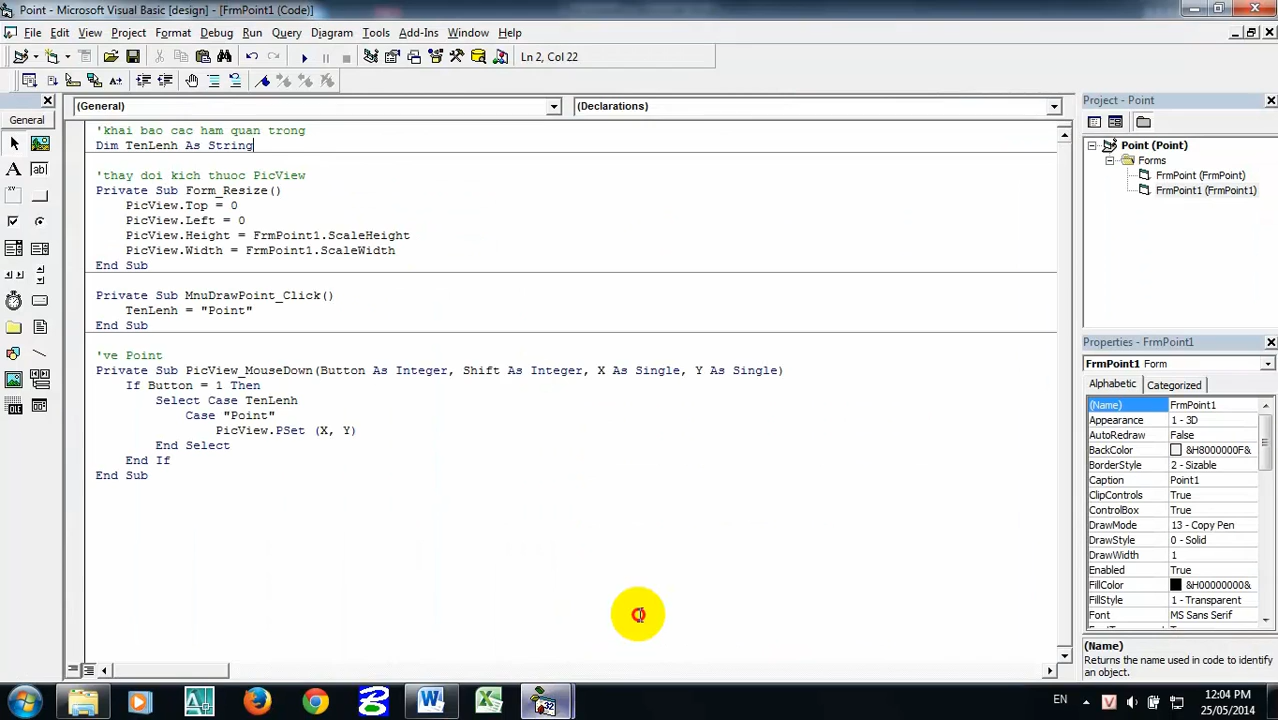 Point - Microsoft Visual Basic [design] - [FrmPoint1 (Code)]
File Edit View Project Format Debug Run Query Diagram Tools Add-Ins Window Help
Ln 2, Col 22
General
(General)
(Declarations)
'khai bao cac ham quan trong
Dim TenLenh As String
'thay doi kich thuoc PicView
Private Sub Form_Resize()
PicView.Top = 0
PicView.Left = 0
PicView.Height = FrmPoint1.ScaleHeight
PicView.Width = FrmPoint1.ScaleWidth
End Sub
Private Sub MnuDrawPoint_Click()
TenLenh = "Point"
End Sub
've Point
Private Sub PicView_MouseDown(Button As Integer, Shift As Integer, X As Single, Y As Single)
If Button = 1 Then
Select Case TenLenh
Case "Point"
PicView.PSet (X, Y)
End Select
End If
End Sub
Project - Point
Point (Point)
Forms
FrmPoint (FrmPoint)
FrmPoint1 (FrmPoint1)
Properties - FrmPoint1
FrmPoint1 Form
Alphabetic Categorized
(Name) FrmPoint1
Appearance 1 - 3D
AutoRedraw False
BackColor &H8000000F&
BorderStyle 2 - Sizable
Caption Point1
ClipControls True
ControlBox True
DrawMode 13 - Copy Pen
DrawStyle 0 - Solid
DrawWidth 1
Enabled True
FillColor &H00000000&
FillStyle 1 - Transparent
Font MS Sans Serif
(Name)
Returns the name used in code to identify
an object.
EN
12:04 PM
25/05/2014